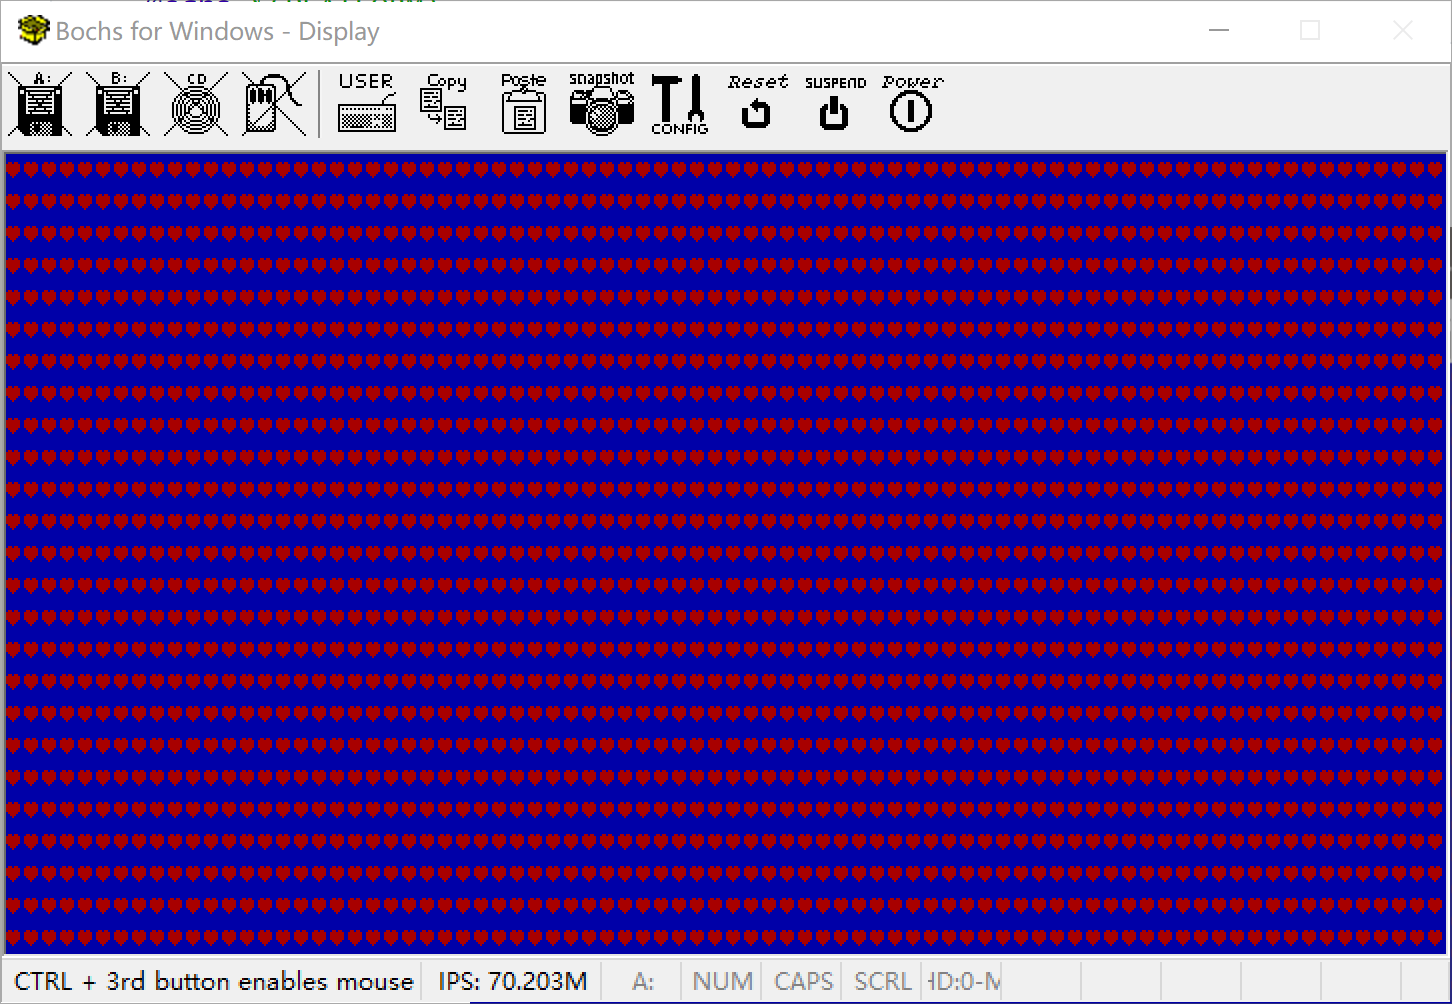 Bochs for Windows - Display
A: B: CD USER Copy Paste snapshot CONFIG Reset SUSPEND Power
CTRL + 3rd button enables mouse IPS: 70.203M A: NUM CAPS SCRL HD:0-M